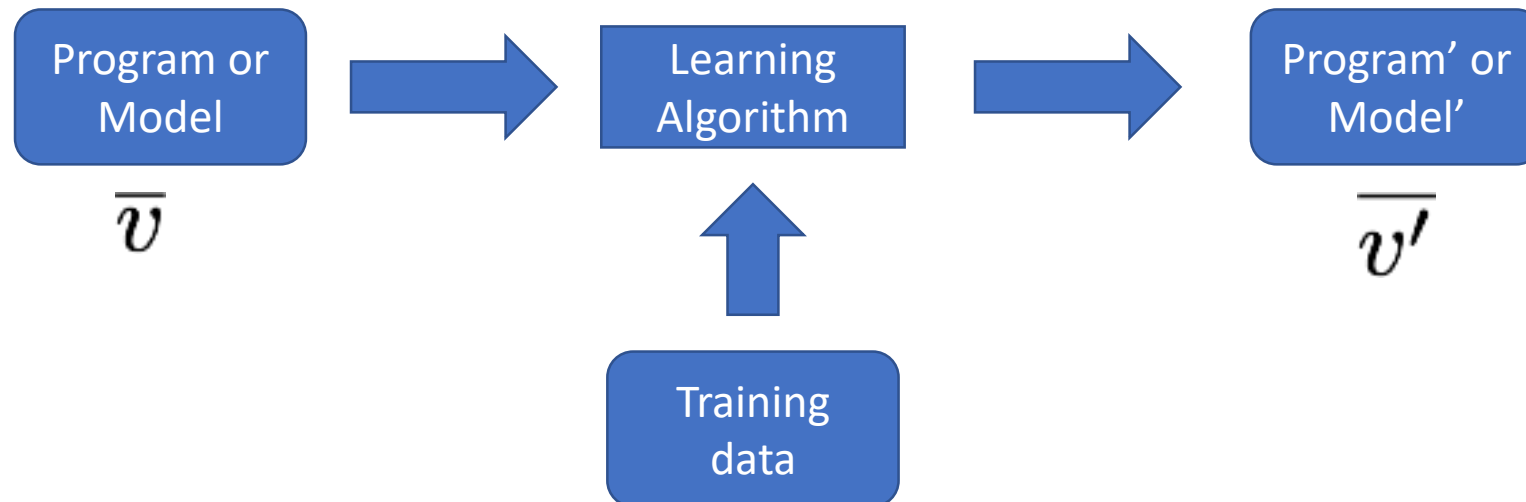 Program or
Model
Learning
Algorithm
Program’ or
Model’
v̅
v̅′
Training
data